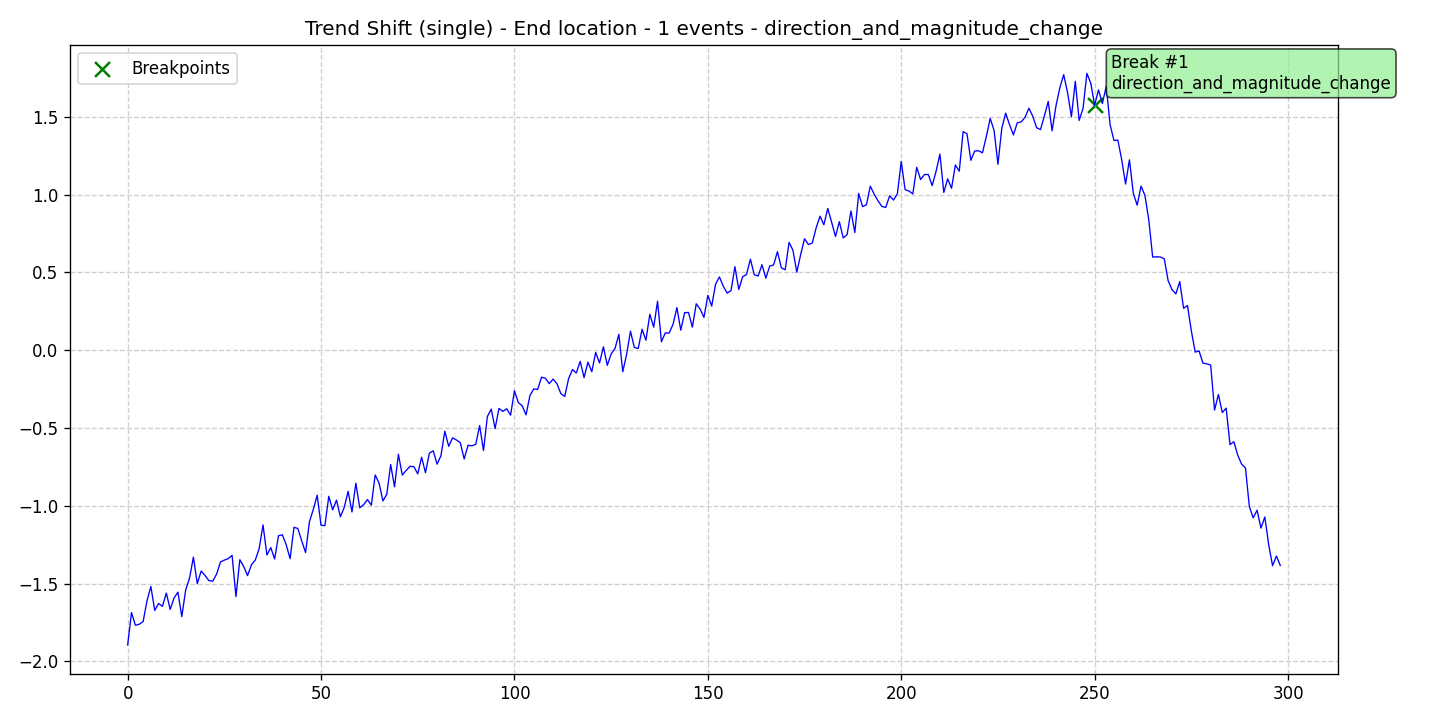 Trend Shift (single) - End location - 1 events - direction_and_magnitude_change
Breakpoints
Break #1
direction_and_magnitude_change
1.5
1.0
0.5
0.0
−0.5
−1.0
−1.5
−2.0
0 50 100 150 200 250 300